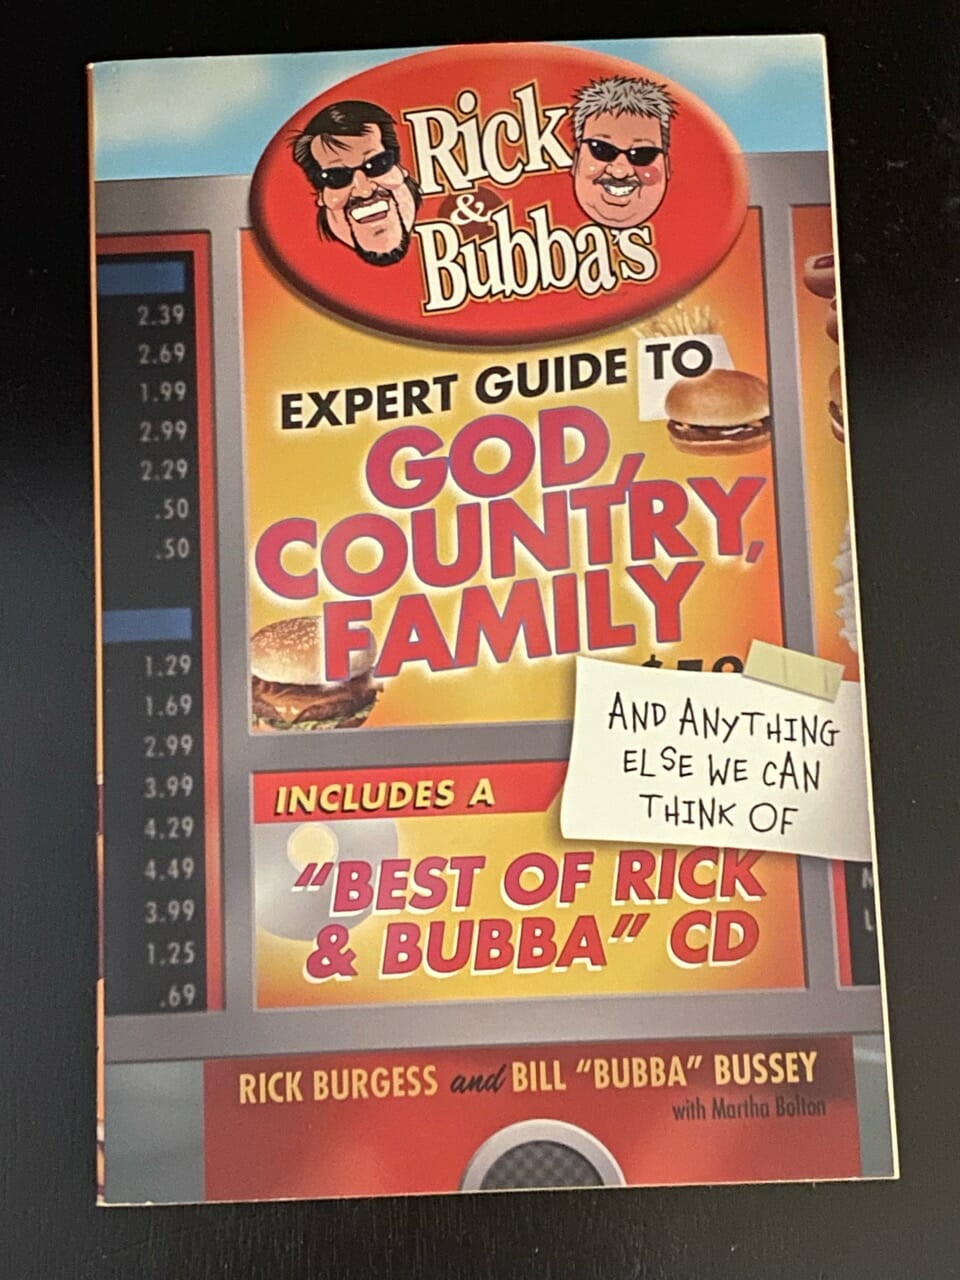 Rick
&
Bubba's
EXPERT GUIDE TO
GOD,
COUNTRY,
FAMILY
AND ANYTHING
ELSE WE CAN
THINK OF
INCLUDES A
"BEST OF RICK
& BUBBA" CD
RICK BURGESS and BILL "BUBBA" BUSSEY
with Martha Bolton
2.39
2.69
1.99
2.99
2.29
.50
.50
1.29
1.69
2.99
3.99
4.29
4.49
3.99
1.25
.69